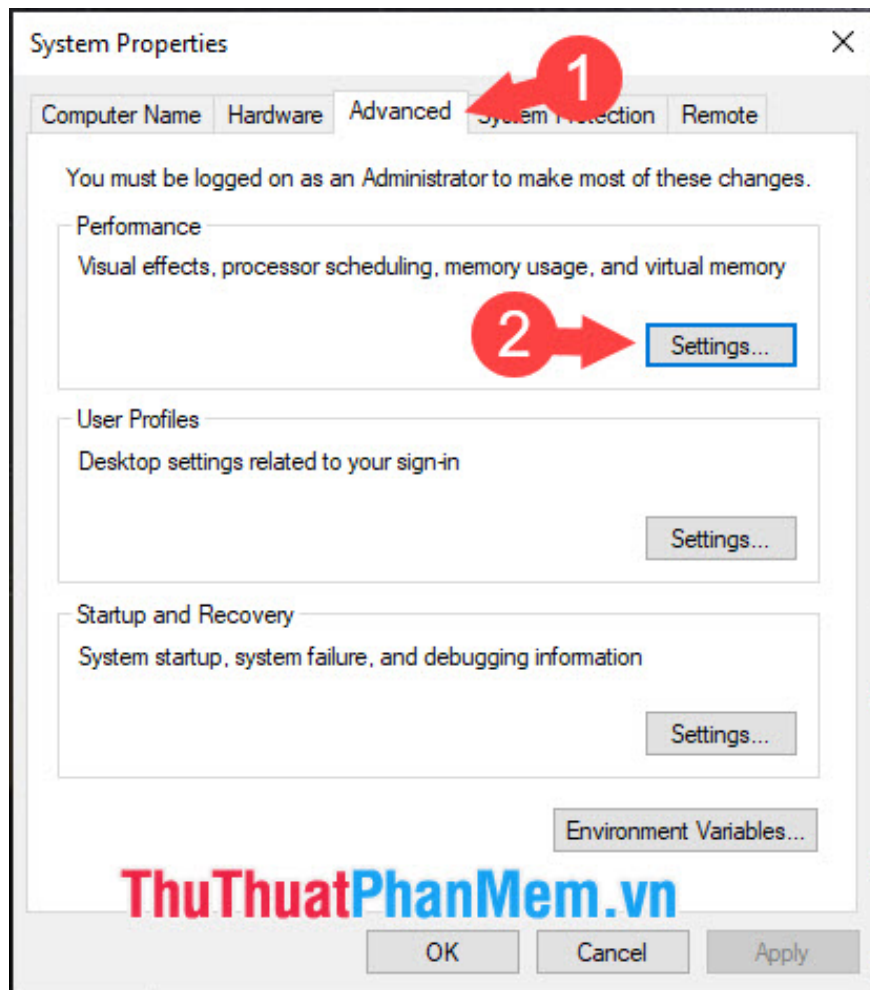 System Properties
1
Computer Name Hardware Advanced System Protection Remote
You must be logged on as an Administrator to make most of these changes.
Performance
Visual effects, processor scheduling, memory usage, and virtual memory
2 Settings...
User Profiles
Desktop settings related to your sign-in
Settings...
Startup and Recovery
System startup, system failure, and debugging information
Settings...
Environment Variables...
ThuThuatPhanMem.vn
OK Cancel Apply